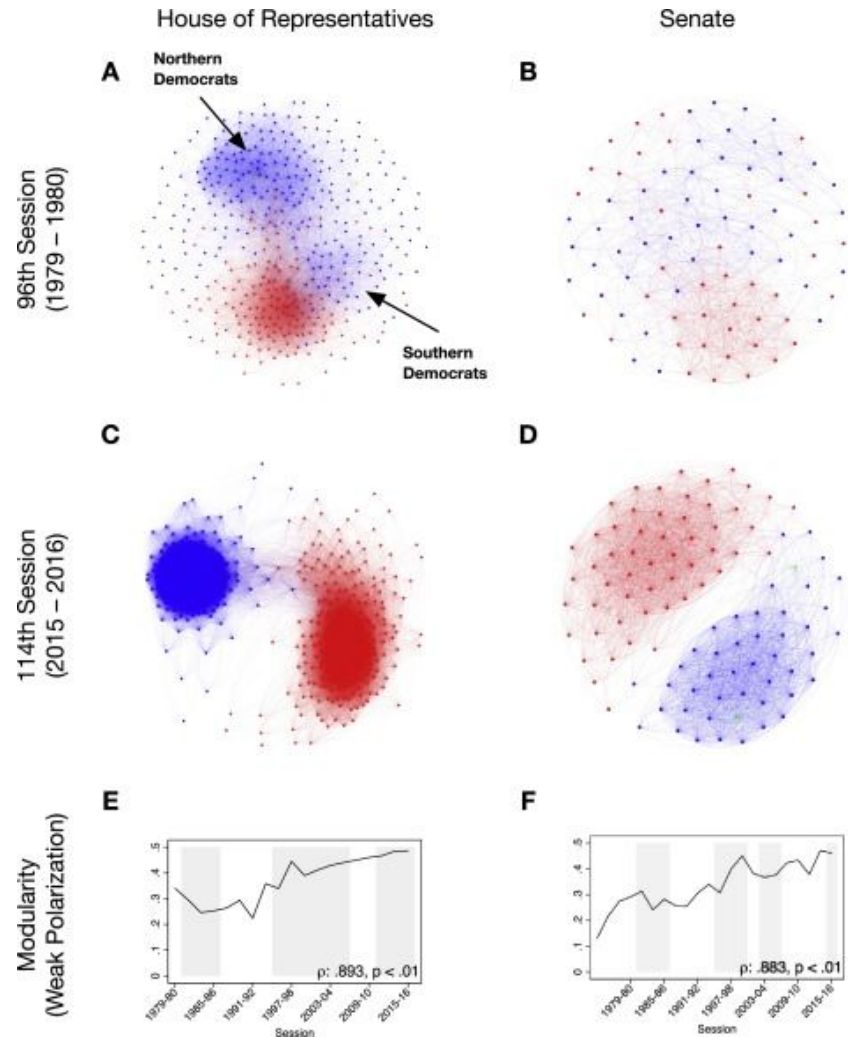 House of Representatives
Senate
A
Northern
Democrats
B
96th Session
(1979 – 1980)
Southern
Democrats
C
D
114th Session
(2015 – 2016)
E
F
Modularity
(Weak Polarization)
.5
.4
.3
.2
.1
0
ρ: .893, p < .01
1979-80
1985-86
1991-92
1997-98
2003-04
2009-10
2015-16
Session
.5
.4
.3
.2
.1
0
ρ: .883, p < .01
1979-80
1985-86
1991-92
1997-98
2003-04
2009-10
2015-16
Session